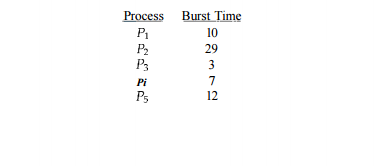 Process Burst Time
P1 10
P2 29
P3 3
Pi 7
P5 12